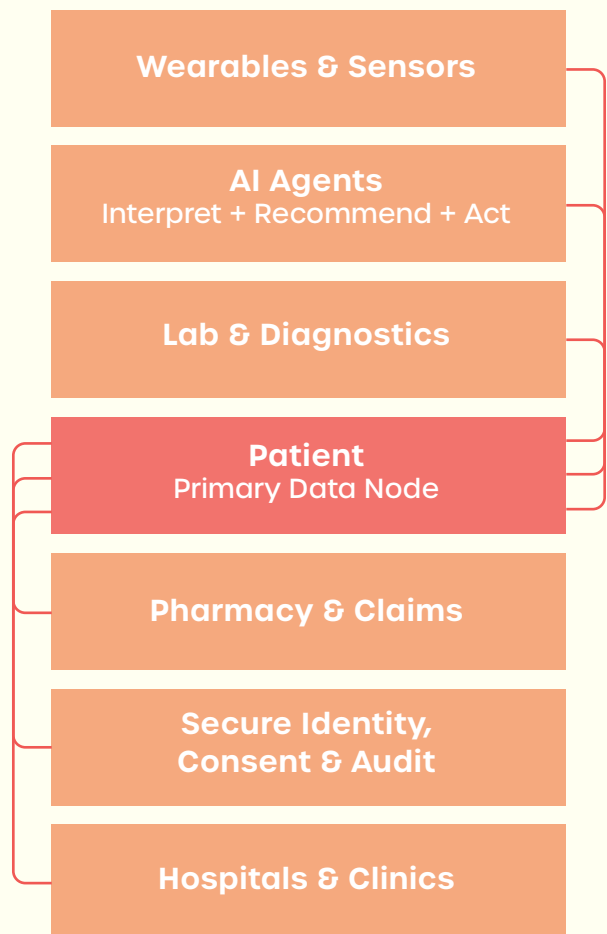 Wearables & Sensors
AI Agents
Interpret + Recommend + Act
Lab & Diagnostics
Patient
Primary Data Node
Pharmacy & Claims
Secure Identity,
Consent & Audit
Hospitals & Clinics